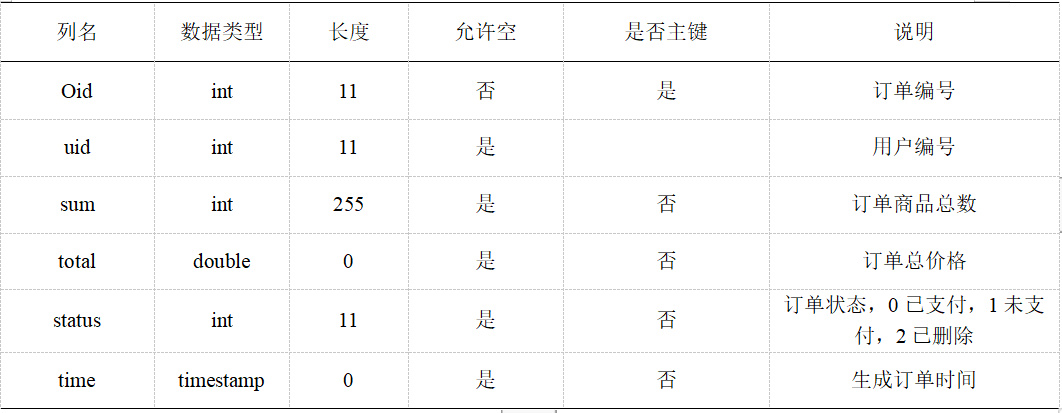 列名 数据类型 长度 允许空 是否主键 说明
Oid int 11 否 是 订单编号
uid int 11 是 用户编号
sum int 255 是 否 订单商品总数
total double 0 是 否 订单总价格
status int 11 是 否 订单状态，0 已支付，1 未支
付，2 已删除
time timestamp 0 是 否 生成订单时间